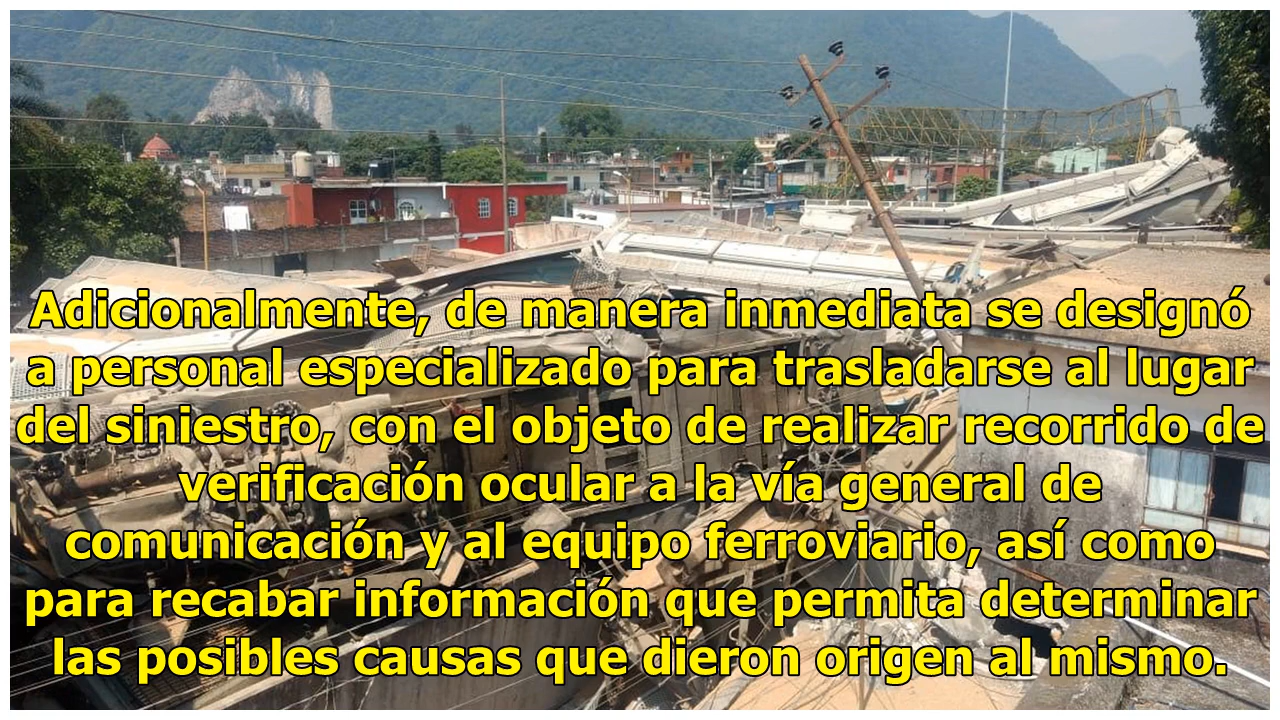 Adicionalmente, de manera inmediata se designó
a personal especializado para trasladarse al lugar
del siniestro, con el objeto de realizar recorrido de
verificación ocular a la vía general de
comunicación y al equipo ferroviario, así como
para recabar información que permita determinar
las posibles causas que dieron origen al mismo.